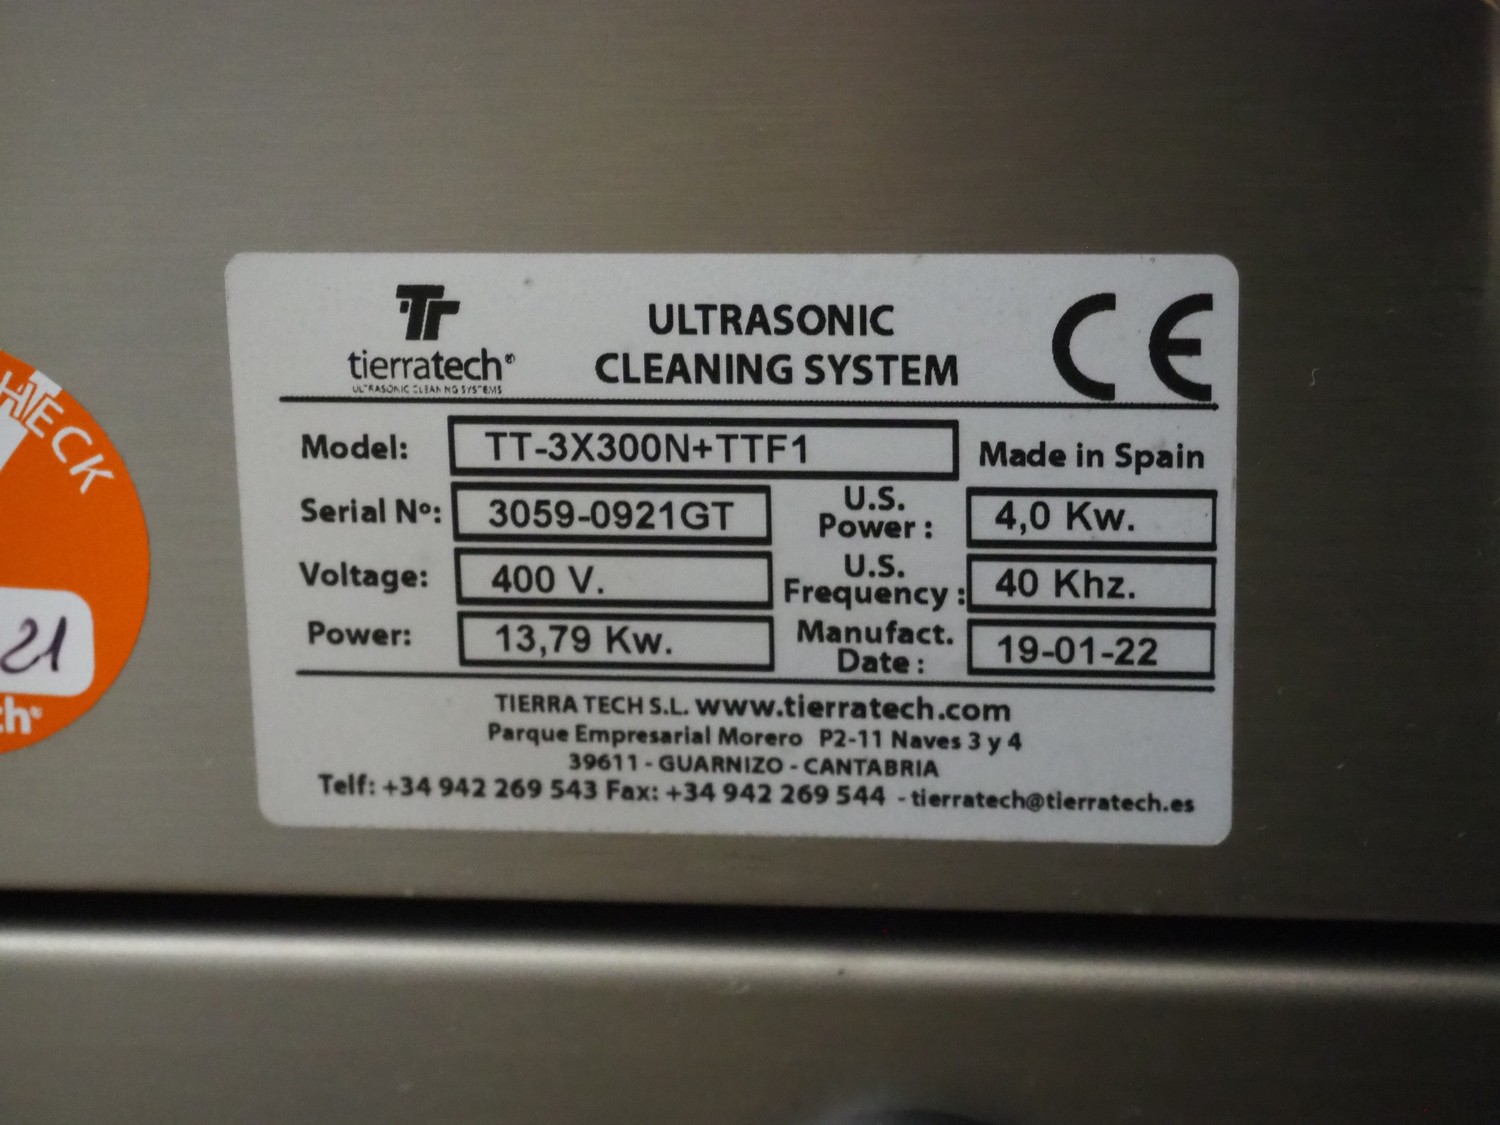 Tr
tierratech®
ULTRASONIC CLEANING SYSTEMS
ULTRASONIC
CLEANING SYSTEM
CE
Model: TT-3X300N+TTF1 Made in Spain
Serial Nº: 3059-0921GT U.S. Power : 4,0 Kw.
Voltage: 400 V. U.S. Frequency : 40 Khz.
Power: 13,79 Kw. Manufact. Date : 19-01-22
TIERRA TECH S.L. www.tierratech.com
Parque Empresarial Morero P2-11 Naves 3 y 4
39611 - GUARNIZO - CANTABRIA
Telf: +34 942 269 543 Fax: +34 942 269 544 - tierratech@tierratech.es
21